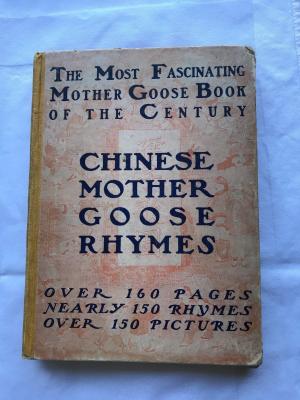 THE MOST FASCINATING
MOTHER GOOSE BOOK
OF THE CENTURY
CHINESE
MOTHER
GOOSE
RHYMES
OVER 160 PAGES
NEARLY 150 RHYMES
OVER 150 PICTURES